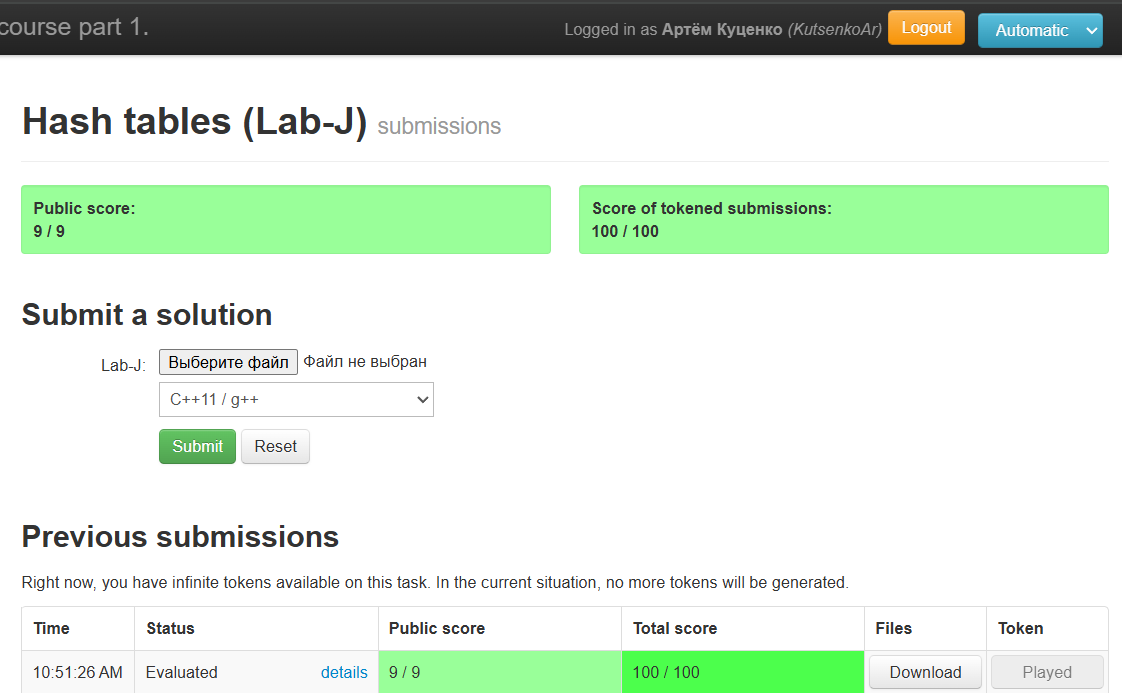 course part 1.
Logged in as Артём Куценко (KutsenkoAr) Logout Automatic
Hash tables (Lab-J) submissions
Public score:
9 / 9
Score of tokened submissions:
100 / 100
Submit a solution
Lab-J: Выберите файл Файл не выбран
C++11 / g++
Submit Reset
Previous submissions
Right now, you have infinite tokens available on this task. In the current situation, no more tokens will be generated.
Time Status Public score Total score Files Token
10:51:26 AM Evaluated details 9 / 9 100 / 100 Download Played